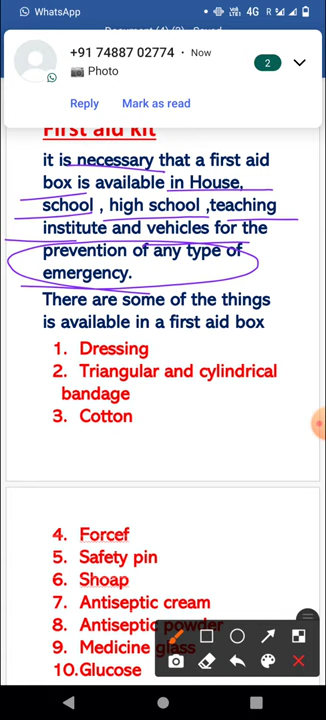 WhatsApp
4G R
+91 74887 02774 • Now
Photo
2
Reply Mark as read
First aid Kit
it is necessary that a first aid
box is available in House,
school , high school ,teaching
institute and vehicles for the
prevention of any type of
emergency.
There are some of the things
is available in a first aid box
1. Dressing
2. Triangular and cylindrical
bandage
3. Cotton
4. Forcef
5. Safety pin
6. Shoap
7. Antiseptic cream
8. Antiseptic powder
9. Medicine glass
10.Glucose